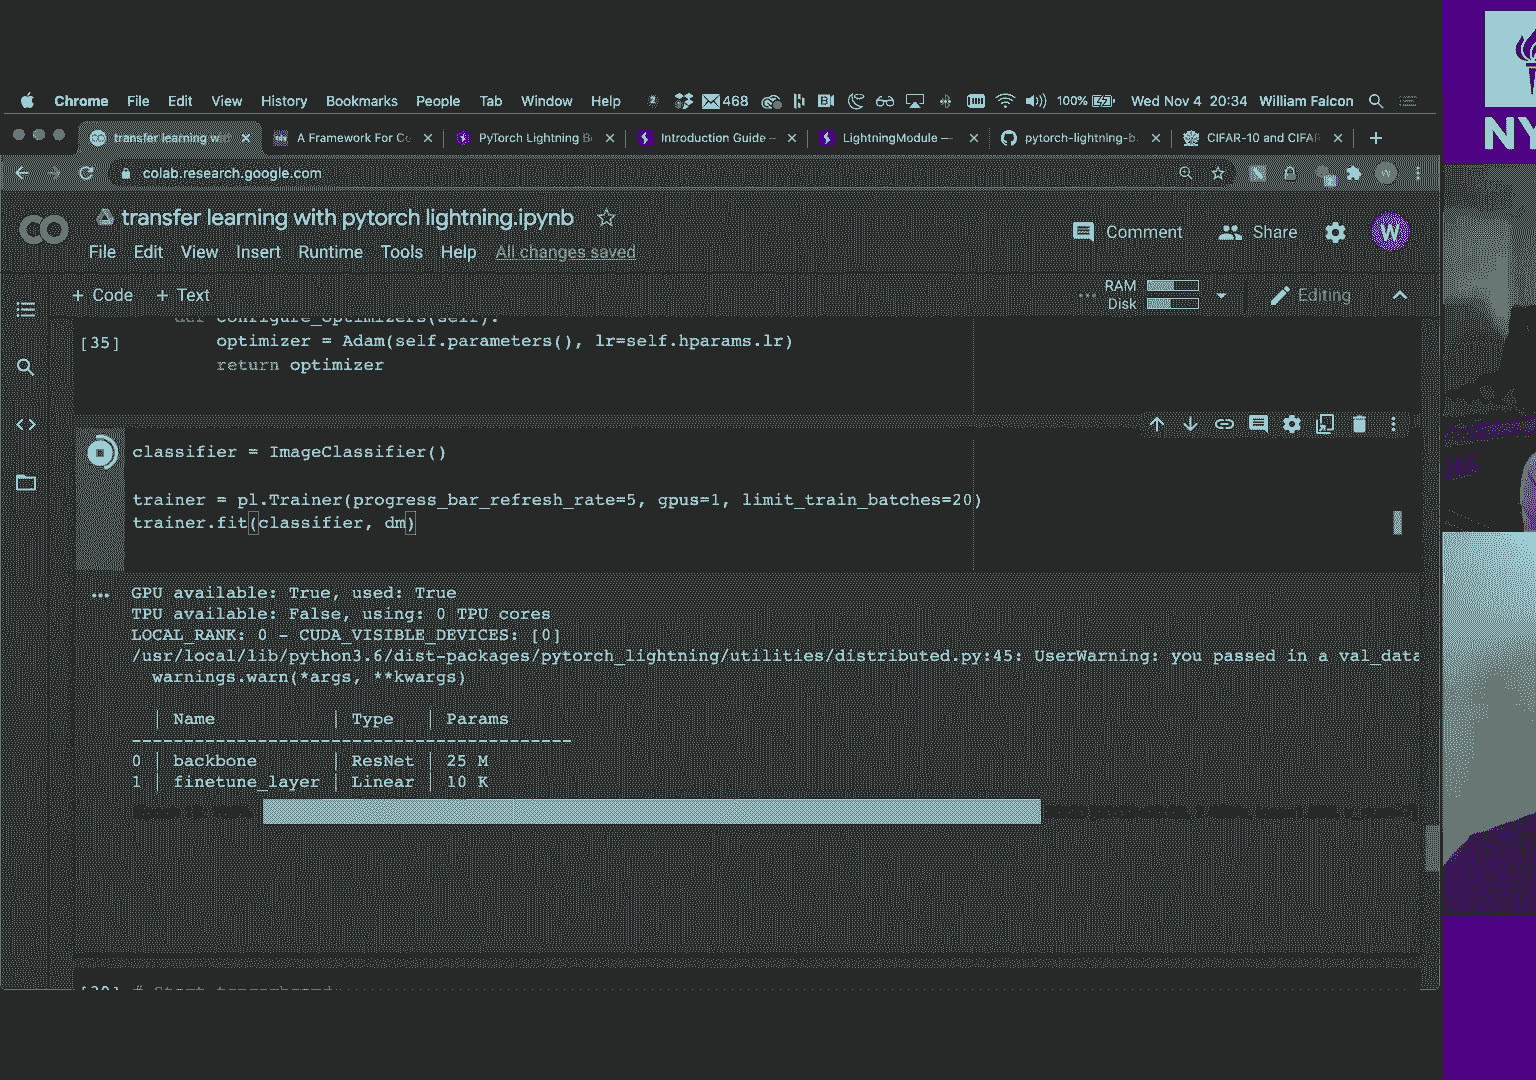 Chrome File Edit View History Bookmarks People Tab Window Help 468 100% Wed Nov 4 20:34 William Falcon
transfer learning wit A Framework For Co PyTorch Lightning Bo Introduction Guide — LightningModule — pytorch-lightning-b CIFAR-10 and CIFAR
colab.research.google.com
NY
transfer learning with pytorch lightning.ipynb
Comment Share W
File Edit View Insert Runtime Tools Help All changes saved
+ Code + Text
RAM
Disk
Editing
def configure_optimizers(self):
[35] optimizer = Adam(self.parameters(), lr=self.hparams.lr)
return optimizer
classifier = ImageClassifier()
trainer = pl.Trainer(progress_bar_refresh_rate=5, gpus=1, limit_train_batches=20)
trainer.fit(classifier, dm)
GPU available: True, used: True
TPU available: False, using: 0 TPU cores
LOCAL_RANK: 0 - CUDA_VISIBLE_DEVICES: [0]
/usr/local/lib/python3.6/dist-packages/pytorch_lightning/utilities/distributed.py:45: UserWarning: you passed in a val_data
warnings.warn(*args, **kwargs)
| Name | Type | Params
------------------------------------------
0 | backbone | ResNet | 25 M
1 | finetune_layer | Linear | 10 K